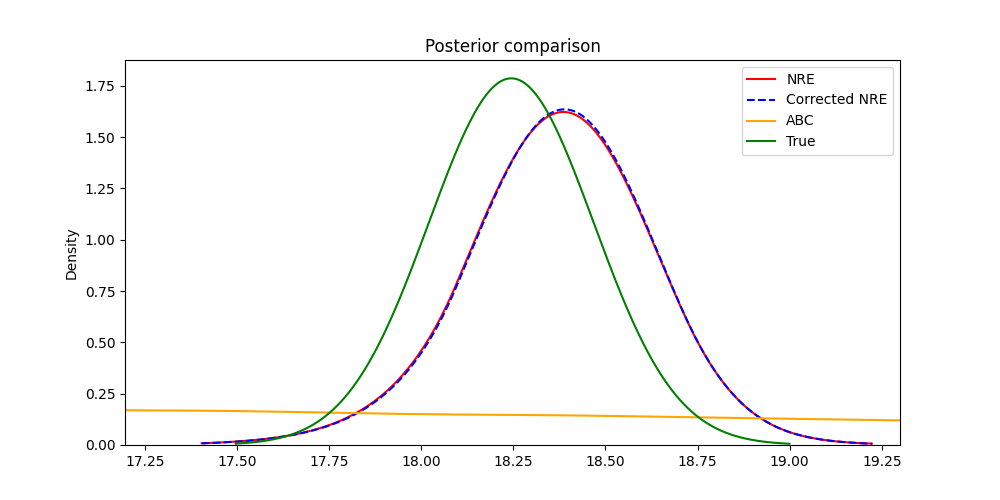 Posterior comparison
NRE
Corrected NRE
ABC
True
Density
1.75
1.50
1.25
1.00
0.75
0.50
0.25
0.00
17.25 17.50 17.75 18.00 18.25 18.50 18.75 19.00 19.25